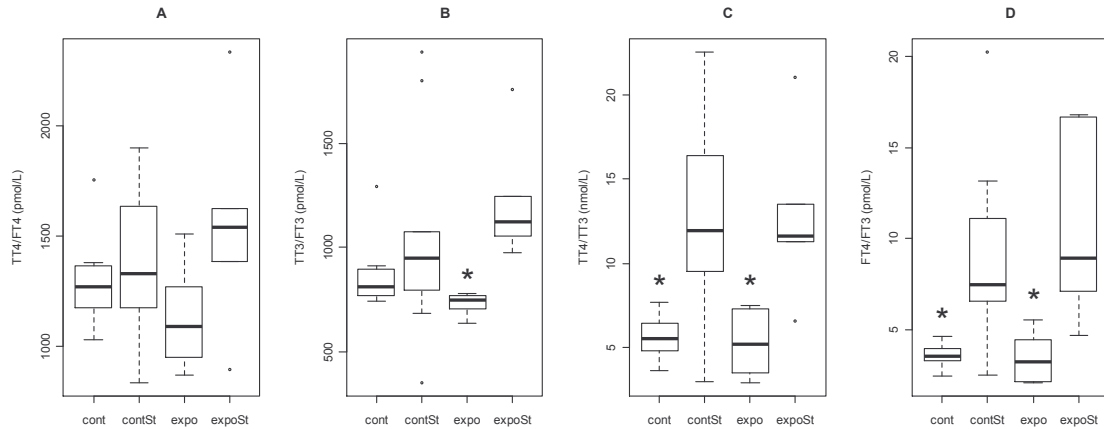 A
TT4/FT4 (pmol/L)
2000
1500
1000
cont contSt expo expoSt
B
TT3/FT3 (pmol/L)
1500
1000
500
*
cont contSt expo expoSt
C
TT4/TT3 (nmol/L)
20
15
10
5
* *
cont contSt expo expoSt
D
FT4/FT3 (pmol/L)
20
15
10
5
* *
cont contSt expo expoSt